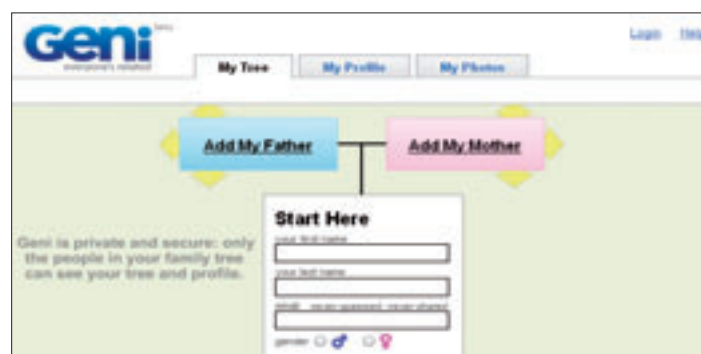 Geni
beta
everyone's related
Login Help
My Tree My Profile My Photos
Add My Father Add My Mother
Start Here
your first name
your last name
email never spammed, never shared
gender
Geni is private and secure: only
the people in your family tree
can see your tree and profile.